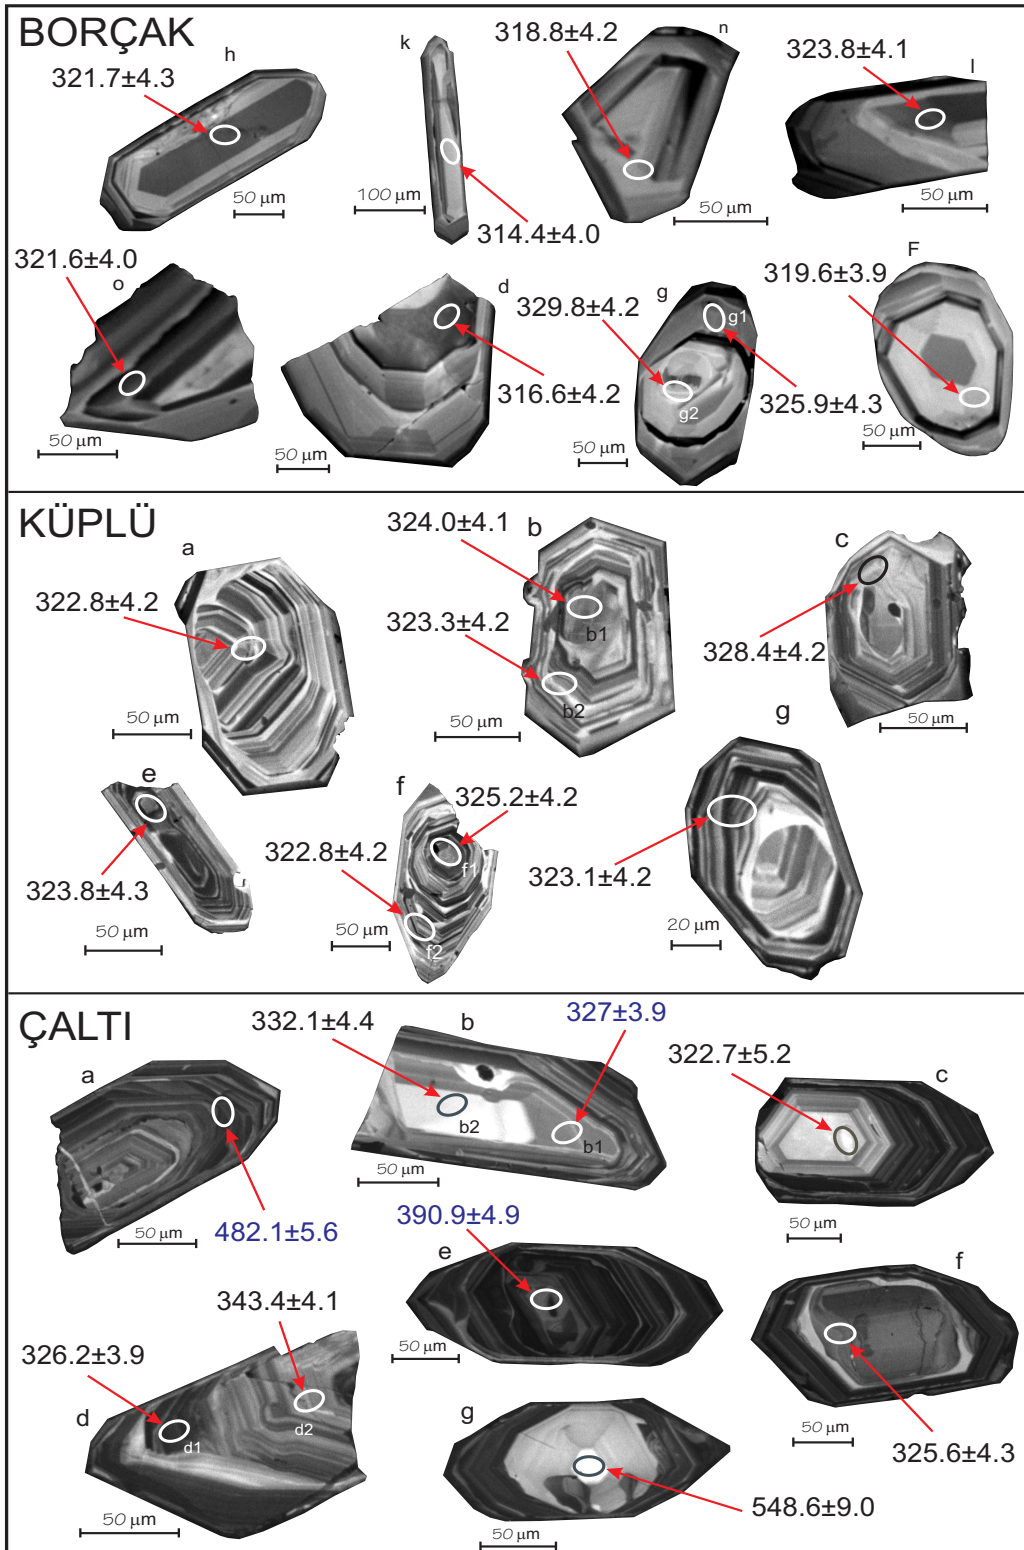 BORÇAK
h
321.7±4.3
50 µm
k
100 µm
314.4±4.0
318.8±4.2
n
50 µm
323.8±4.1
l
50 µm
321.6±4.0
o
50 µm
d
316.6±4.2
50 µm
329.8±4.2
g
g1
g2
325.9±4.3
50 µm
F
319.6±3.9
50 µm
KÜPLÜ
a
322.8±4.2
50 µm
324.0±4.1
b
323.3±4.2
b1
b2
50 µm
c
328.4±4.2
50 µm
e
323.8±4.3
50 µm
f
325.2±4.2
322.8±4.2
f1
f2
50 µm
g
323.1±4.2
20 µm
ÇALTI
a
482.1±5.6
50 µm
332.1±4.4
b
327±3.9
b2
b1
50 µm
322.7±5.2
c
50 µm
390.9±4.9
e
50 µm
f
325.6±4.3
50 µm
343.4±4.1
326.2±3.9
d
d1
d2
50 µm
g
548.6±9.0
50 µm